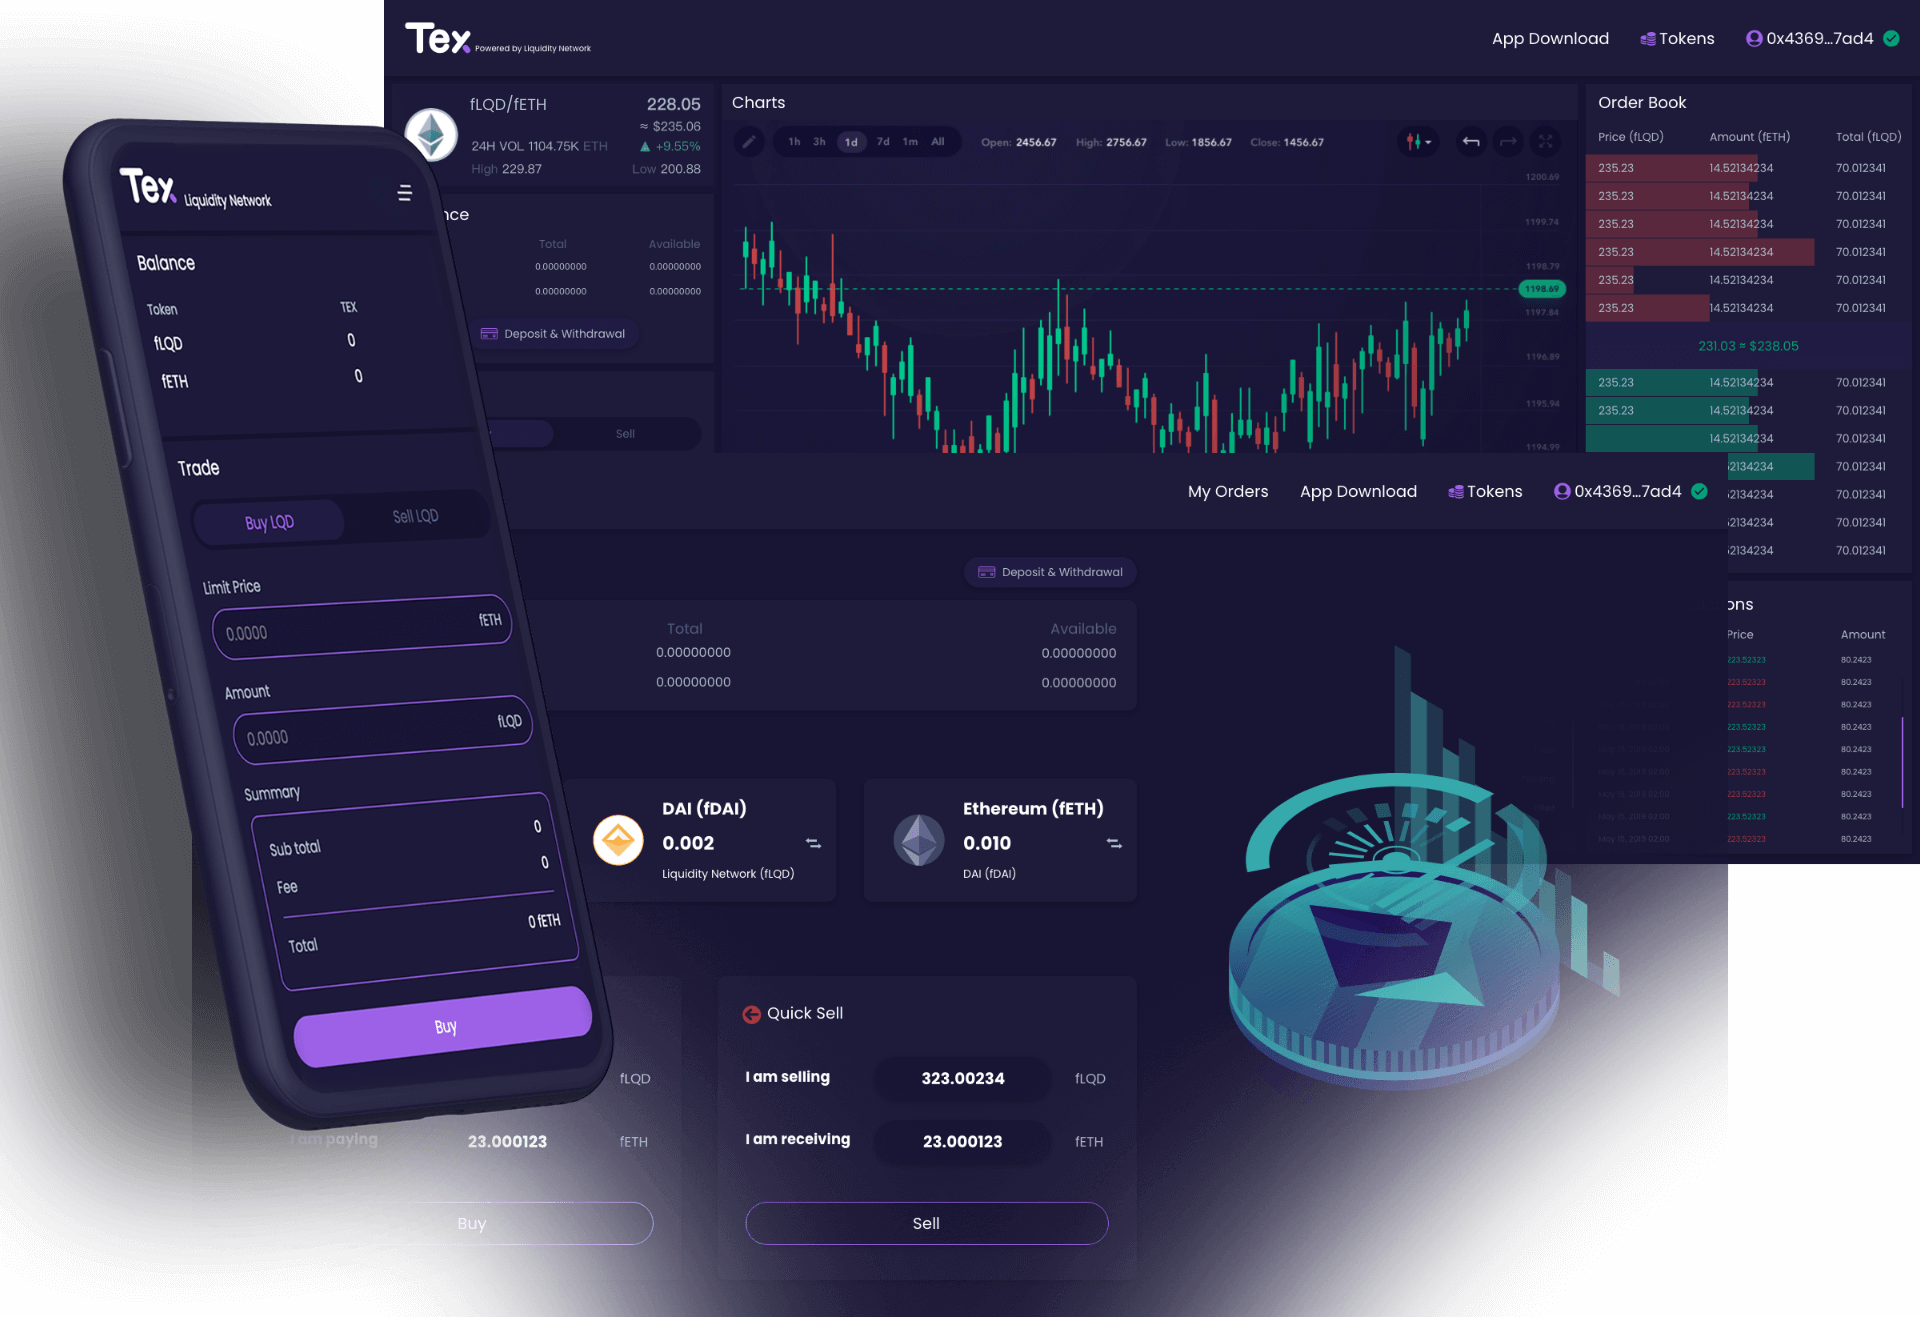 Tex Powered by Liquidity Network
App Download
Tokens
0x4369...7ad4
fLQD/fETH
228.05
≈ $235.06
24H VOL 1104.75K ETH
+9.55%
High 229.87
Low 200.88
nce
Total
Available
0.00000000
0.00000000
0.00000000
0.00000000
Deposit & Withdrawal
Sell
Charts
1h 3h 1d 7d 1m All
Open: 2456.67 High: 2756.67 Low: 1856.67 Close: 1456.67
1200.69
1199.74
1198.79
1198.69
1197.84
1196.89
1195.94
1194.99
Order Book
Price (fLQD) Amount (fETH) Total (fLQD)
235.23 14.52134234 70.012341
235.23 14.52134234 70.012341
235.23 14.52134234 70.012341
235.23 14.52134234 70.012341
235.23 14.52134234 70.012341
235.23 14.52134234 70.012341
231.03 ≈ $238.05
235.23 14.52134234 70.012341
235.23 14.52134234 70.012341
14.52134234 70.012341
52134234 70.012341
52134234 70.012341
52134234 70.012341
52134234 70.012341
ons
Price Amount
223.52323 80.2423
223.52323 80.2423
223.52323 80.2423
223.52323 80.2423
223.52323 80.2423
223.52323 80.2423
223.52323 80.2423
223.52323 80.2423
223.52323 80.2423
Tex Liquidity Network
Balance
Token TEX
fLQD 0
fETH 0
Trade
Buy LQD
Sell LQD
Limit Price
0.0000 fETH
Amount
0.0000 fLQD
Summary
Sub total 0
Fee 0
Total 0 fETH
Buy
My Orders
App Download
Tokens
0x4369...7ad4
Deposit & Withdrawal
Total
Available
0.00000000
0.00000000
0.00000000
0.00000000
DAI (fDAI)
0.002
Liquidity Network (fLQD)
Ethereum (fETH)
0.010
DAI (fDAI)
fLQD
I am paying 23.000123 fETH
Buy
Quick Sell
I am selling 323.00234 fLQD
I am receiving 23.000123 fETH
Sell